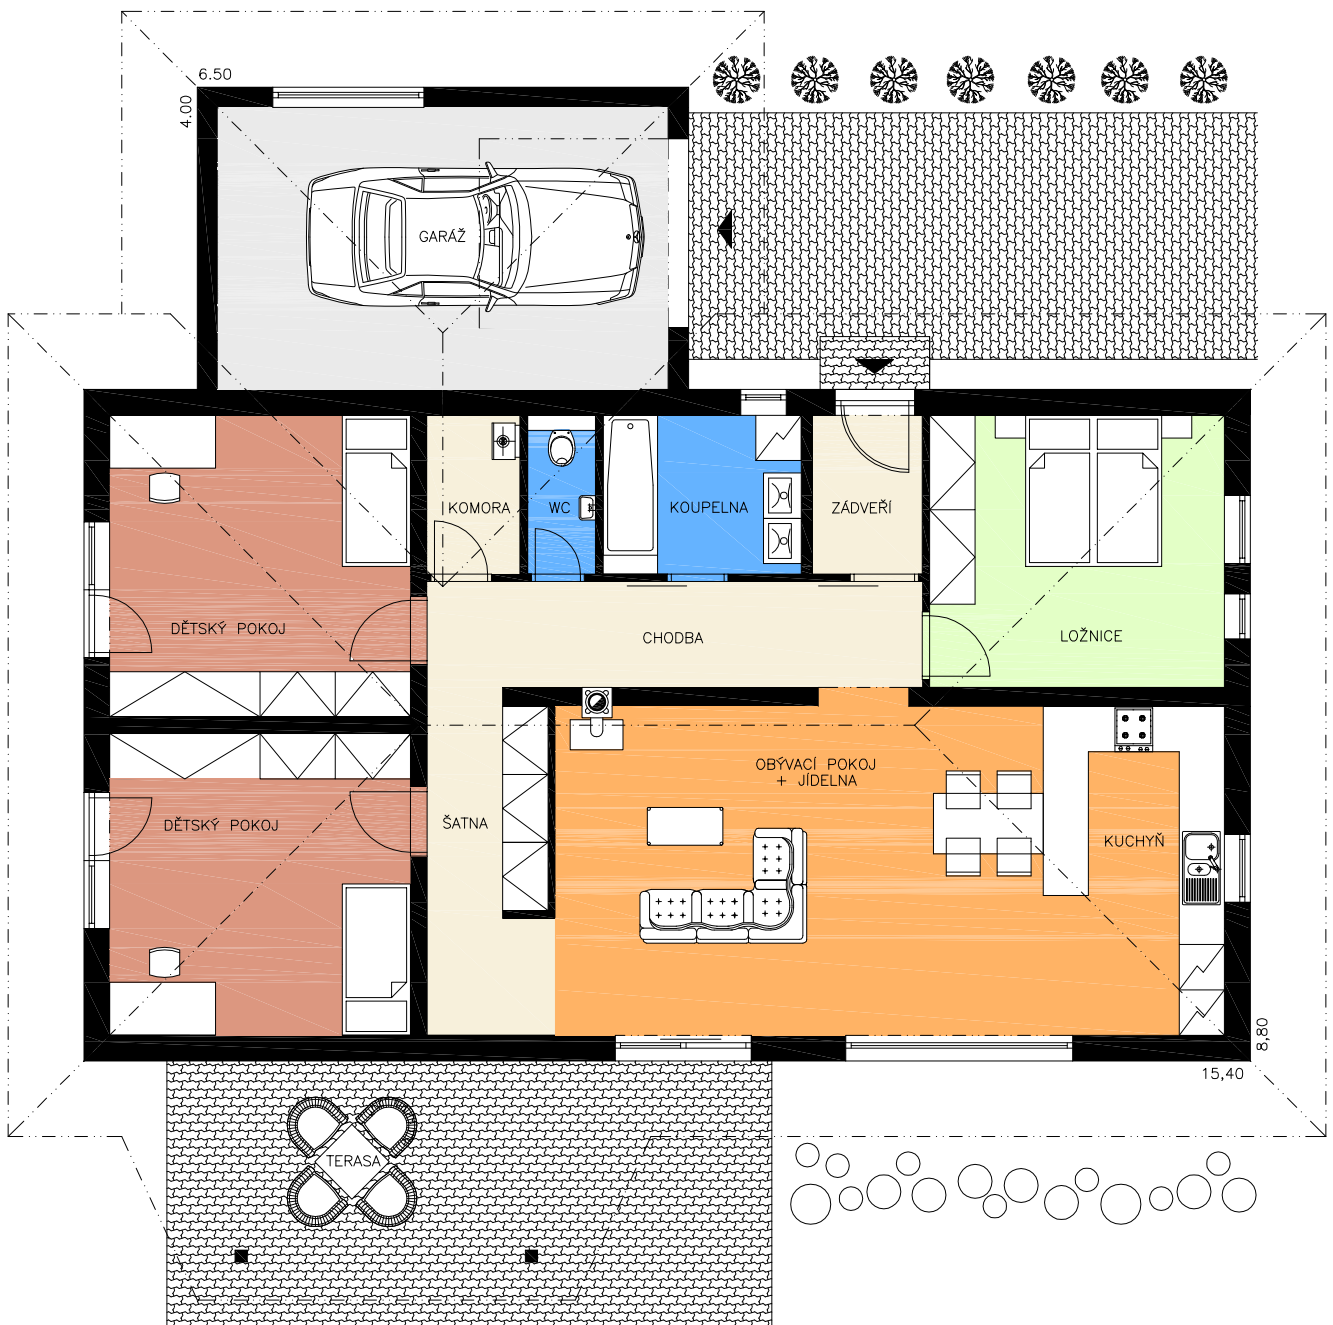 6.50
4.00
GARÁŽ
KOMORA
WC
KOUPELNA
ZÁDVEŘÍ
DĚTSKÝ POKOJ
CHODBA
LOŽNICE
OBÝVACÍ POKOJ
+ JÍDELNA
DĚTSKÝ POKOJ
ŠATNA
KUCHYŇ
8,80
15,40
TERASA